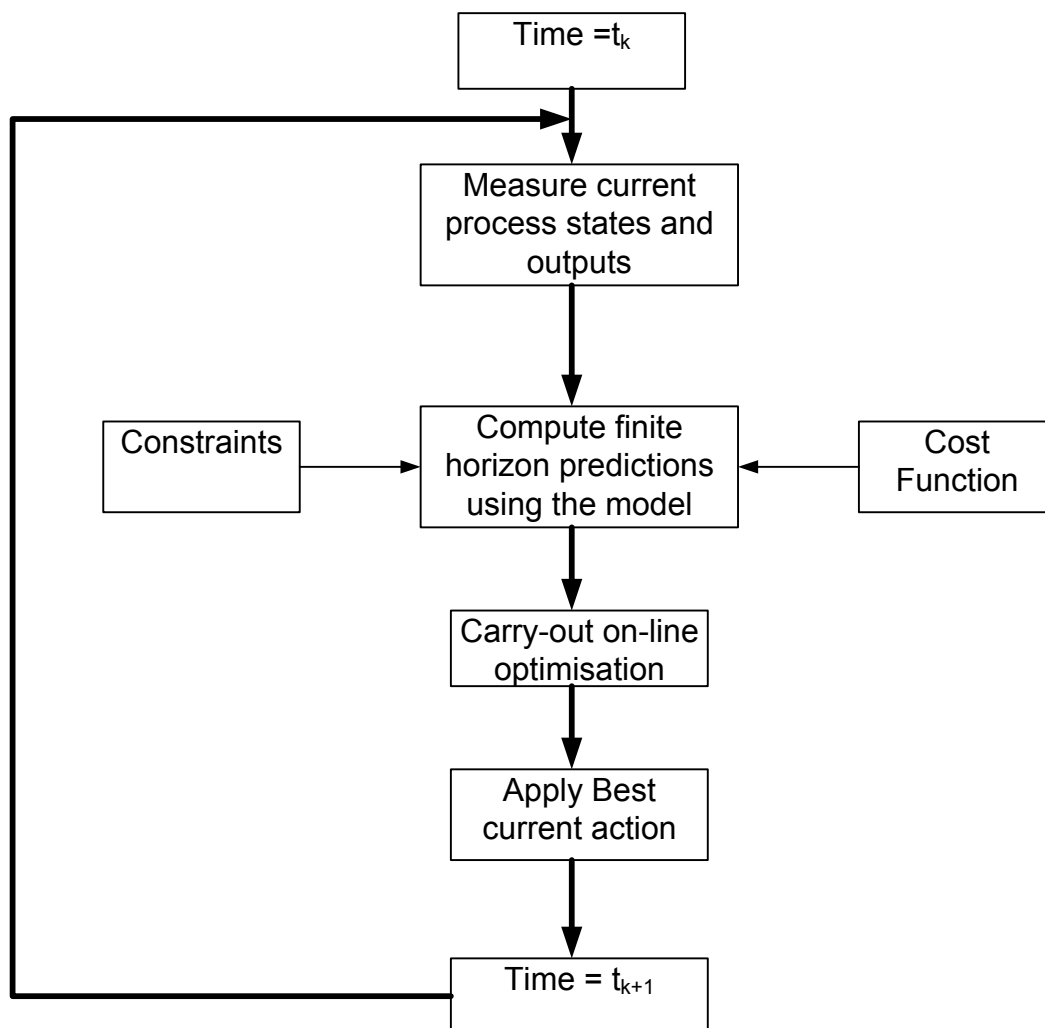 Time =tk
Measure current
process states and
outputs
Constraints
Compute finite
horizon predictions
using the model
Cost
Function
Carry-out on-line
optimisation
Apply Best
current action
Time = tk+1